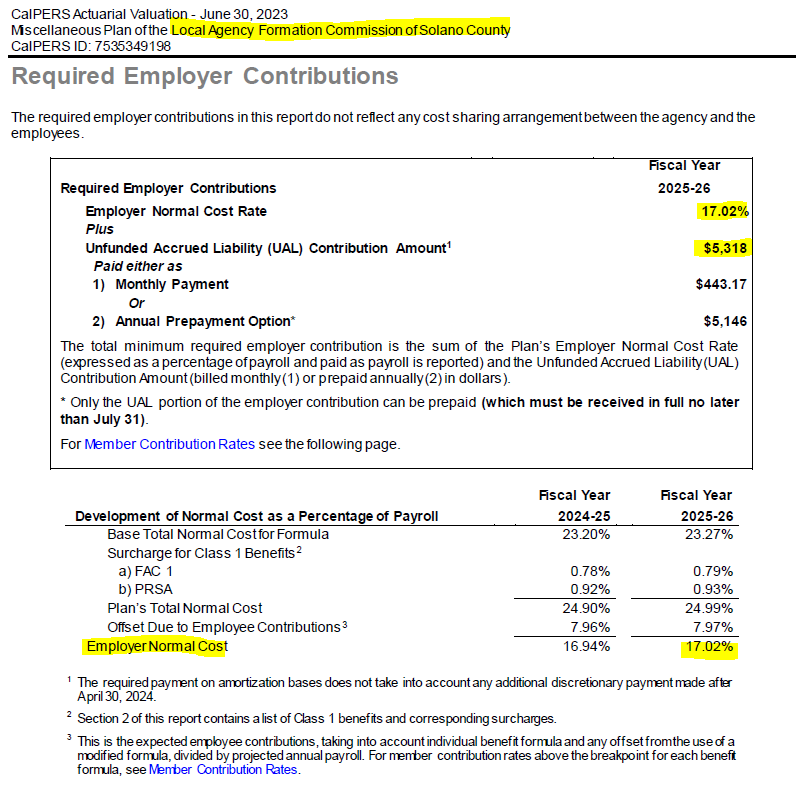 CalPERS Actuarial Valuation - June 30, 2023
Miscellaneous Plan of the Local Agency Formation Commission of Solano County
CalPERS ID: 7535349198
Required Employer Contributions
The required employer contributions in this report do not reflect any cost sharing arrangement between the agency and the
employees.
Fiscal Year
Required Employer Contributions 2025-26
Employer Normal Cost Rate 17.02%
Plus
Unfunded Accrued Liability (UAL) Contribution Amount1 $5,318
Paid either as
1) Monthly Payment $443.17
Or
2) Annual Prepayment Option* $5,146
The total minimum required employer contribution is the sum of the Plan's Employer Normal Cost Rate
(expressed as a percentage of payroll and paid as payroll is reported) and the Unfunded Accrued Liability (UAL)
Contribution Amount (billed monthly (1) or prepaid annually (2) in dollars).
* Only the UAL portion of the employer contribution can be prepaid (which must be received in full no later
than July 31).
For Member Contribution Rates see the following page.
Fiscal Year Fiscal Year
Development of Normal Cost as a Percentage of Payroll 2024-25 2025-26
Base Total Normal Cost for Formula 23.20% 23.27%
Surcharge for Class 1 Benefits2
a) FAC 1 0.78% 0.79%
b) PRSA 0.92% 0.93%
Plan's Total Normal Cost 24.90% 24.99%
Offset Due to Employee Contributions3 7.96% 7.97%
Employer Normal Cost 16.94% 17.02%
1 The required payment on amortization bases does not take into account any additional discretionary payment made after
April 30, 2024.
2 Section 2 of this report contains a list of Class 1 benefits and corresponding surcharges.
3 This is the expected employee contributions, taking into account individual benefit formula and any offset from the use of a
modified formula, divided by projected annual payroll. For member contribution rates above the breakpoint for each benefit
formula, see Member Contribution Rates.